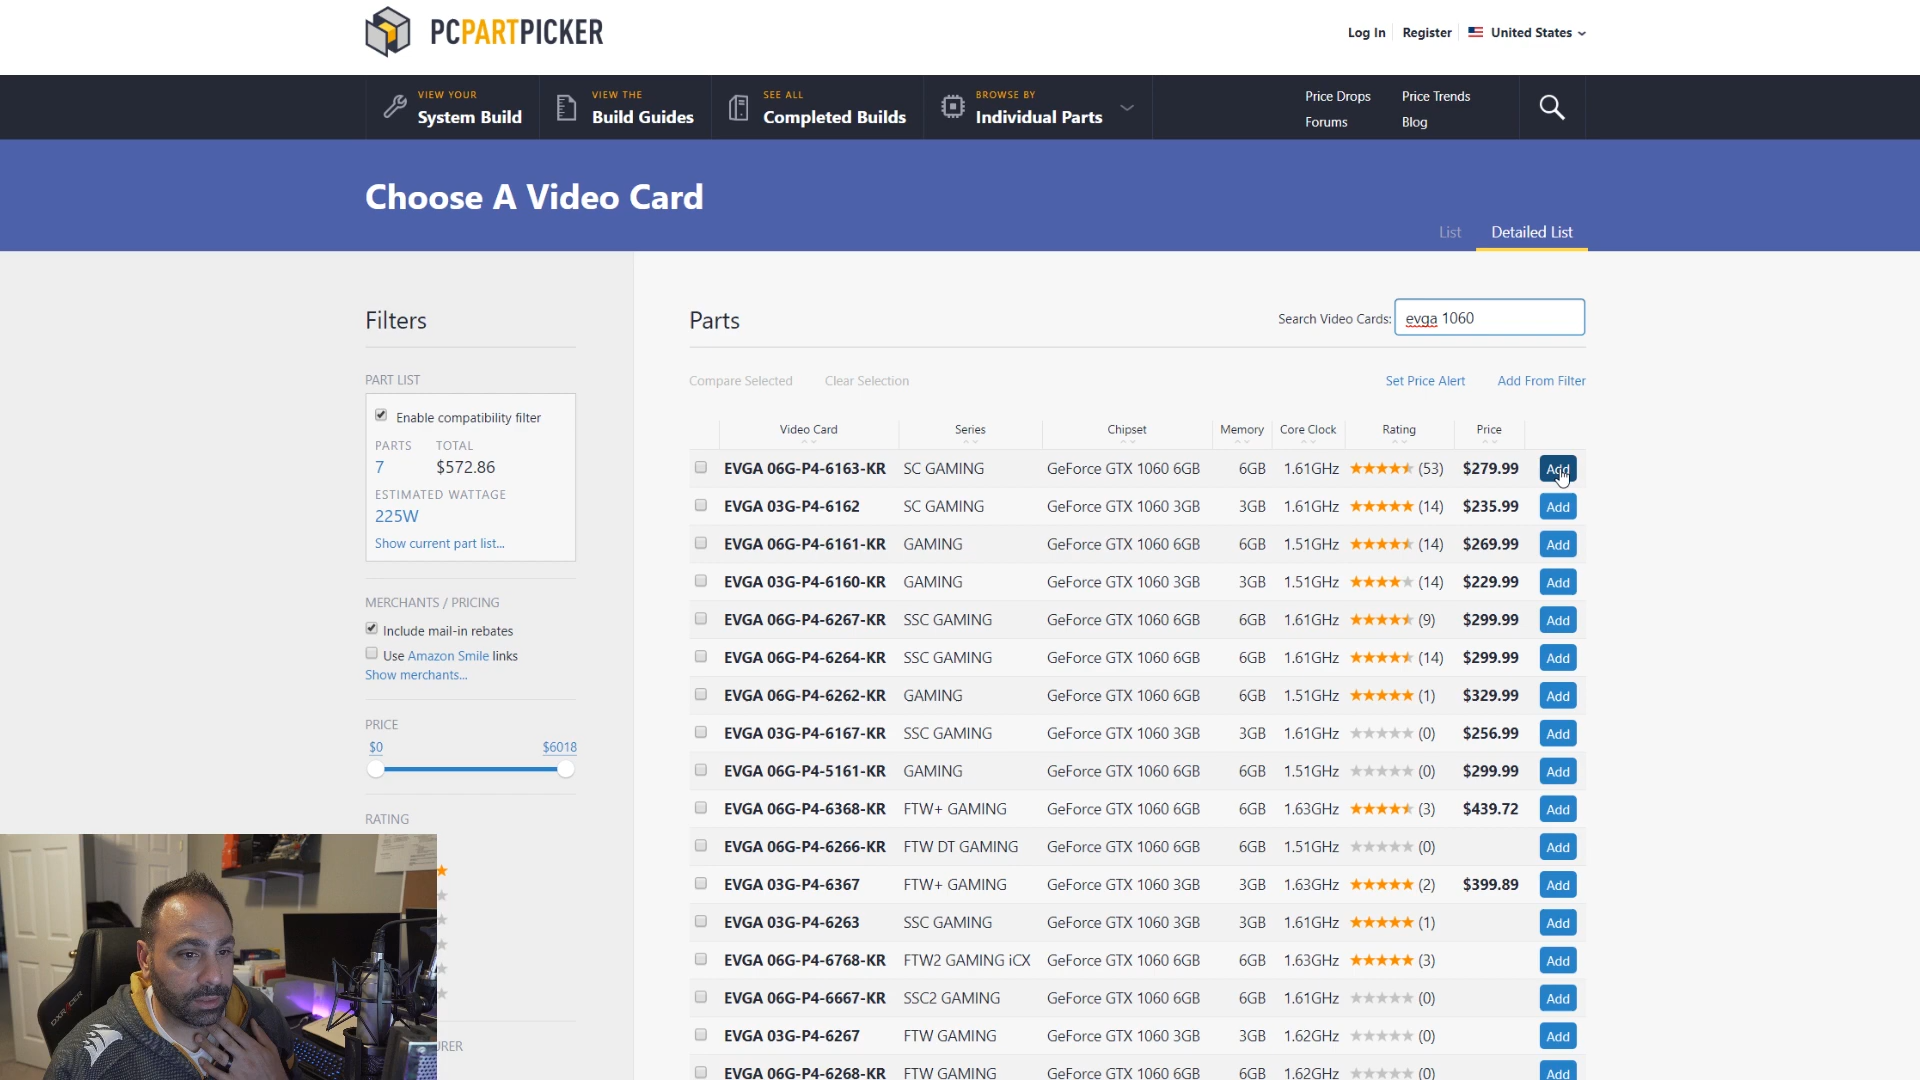 PCPARTPICKER
Log In Register United States
VIEW YOUR
System Build
VIEW THE
Build Guides
SEE ALL
Completed Builds
BROWSE BY
Individual Parts
Price Drops Price Trends
Forums Blog
Choose A Video Card
List Detailed List
Filters
PART LIST
Enable compatibility filter
PARTS TOTAL
7 $572.86
ESTIMATED WATTAGE
225W
Show current part list...
MERCHANTS / PRICING
Include mail-in rebates
Use Amazon Smile links
Show merchants...
PRICE
$0 $6018
RATING
URER
DXRACER
Parts
Search Video Cards: evga 1060
Compare Selected Clear Selection Set Price Alert Add From Filter
Video Card Series Chipset Memory Core Clock Rating Price
EVGA 06G-P4-6163-KR SC GAMING GeForce GTX 1060 6GB 6GB 1.61GHz (53) $279.99 Add
EVGA 03G-P4-6162 SC GAMING GeForce GTX 1060 3GB 3GB 1.61GHz (14) $235.99 Add
EVGA 06G-P4-6161-KR GAMING GeForce GTX 1060 6GB 6GB 1.51GHz (14) $269.99 Add
EVGA 03G-P4-6160-KR GAMING GeForce GTX 1060 3GB 3GB 1.51GHz (14) $229.99 Add
EVGA 06G-P4-6267-KR SSC GAMING GeForce GTX 1060 6GB 6GB 1.61GHz (9) $299.99 Add
EVGA 06G-P4-6264-KR SSC GAMING GeForce GTX 1060 6GB 6GB 1.61GHz (14) $299.99 Add
EVGA 06G-P4-6262-KR GAMING GeForce GTX 1060 6GB 6GB 1.51GHz (1) $329.99 Add
EVGA 03G-P4-6167-KR SSC GAMING GeForce GTX 1060 3GB 3GB 1.61GHz (0) $256.99 Add
EVGA 06G-P4-5161-KR GAMING GeForce GTX 1060 6GB 6GB 1.51GHz (0) $299.99 Add
EVGA 06G-P4-6368-KR FTW+ GAMING GeForce GTX 1060 6GB 6GB 1.63GHz (3) $439.72 Add
EVGA 06G-P4-6266-KR FTW DT GAMING GeForce GTX 1060 6GB 6GB 1.51GHz (0) Add
EVGA 03G-P4-6367 FTW+ GAMING GeForce GTX 1060 3GB 3GB 1.63GHz (2) $399.89 Add
EVGA 03G-P4-6263 SSC GAMING GeForce GTX 1060 3GB 3GB 1.61GHz (1) Add
EVGA 06G-P4-6768-KR FTW2 GAMING iCX GeForce GTX 1060 6GB 6GB 1.63GHz (3) Add
EVGA 06G-P4-6667-KR SSC2 GAMING GeForce GTX 1060 6GB 6GB 1.61GHz (0) Add
EVGA 03G-P4-6267 FTW GAMING GeForce GTX 1060 3GB 3GB 1.62GHz (0) Add
EVGA 06G-P4-6268-KR FTW GAMING GeForce GTX 1060 6GB 6GB 1.62GHz (0) Add